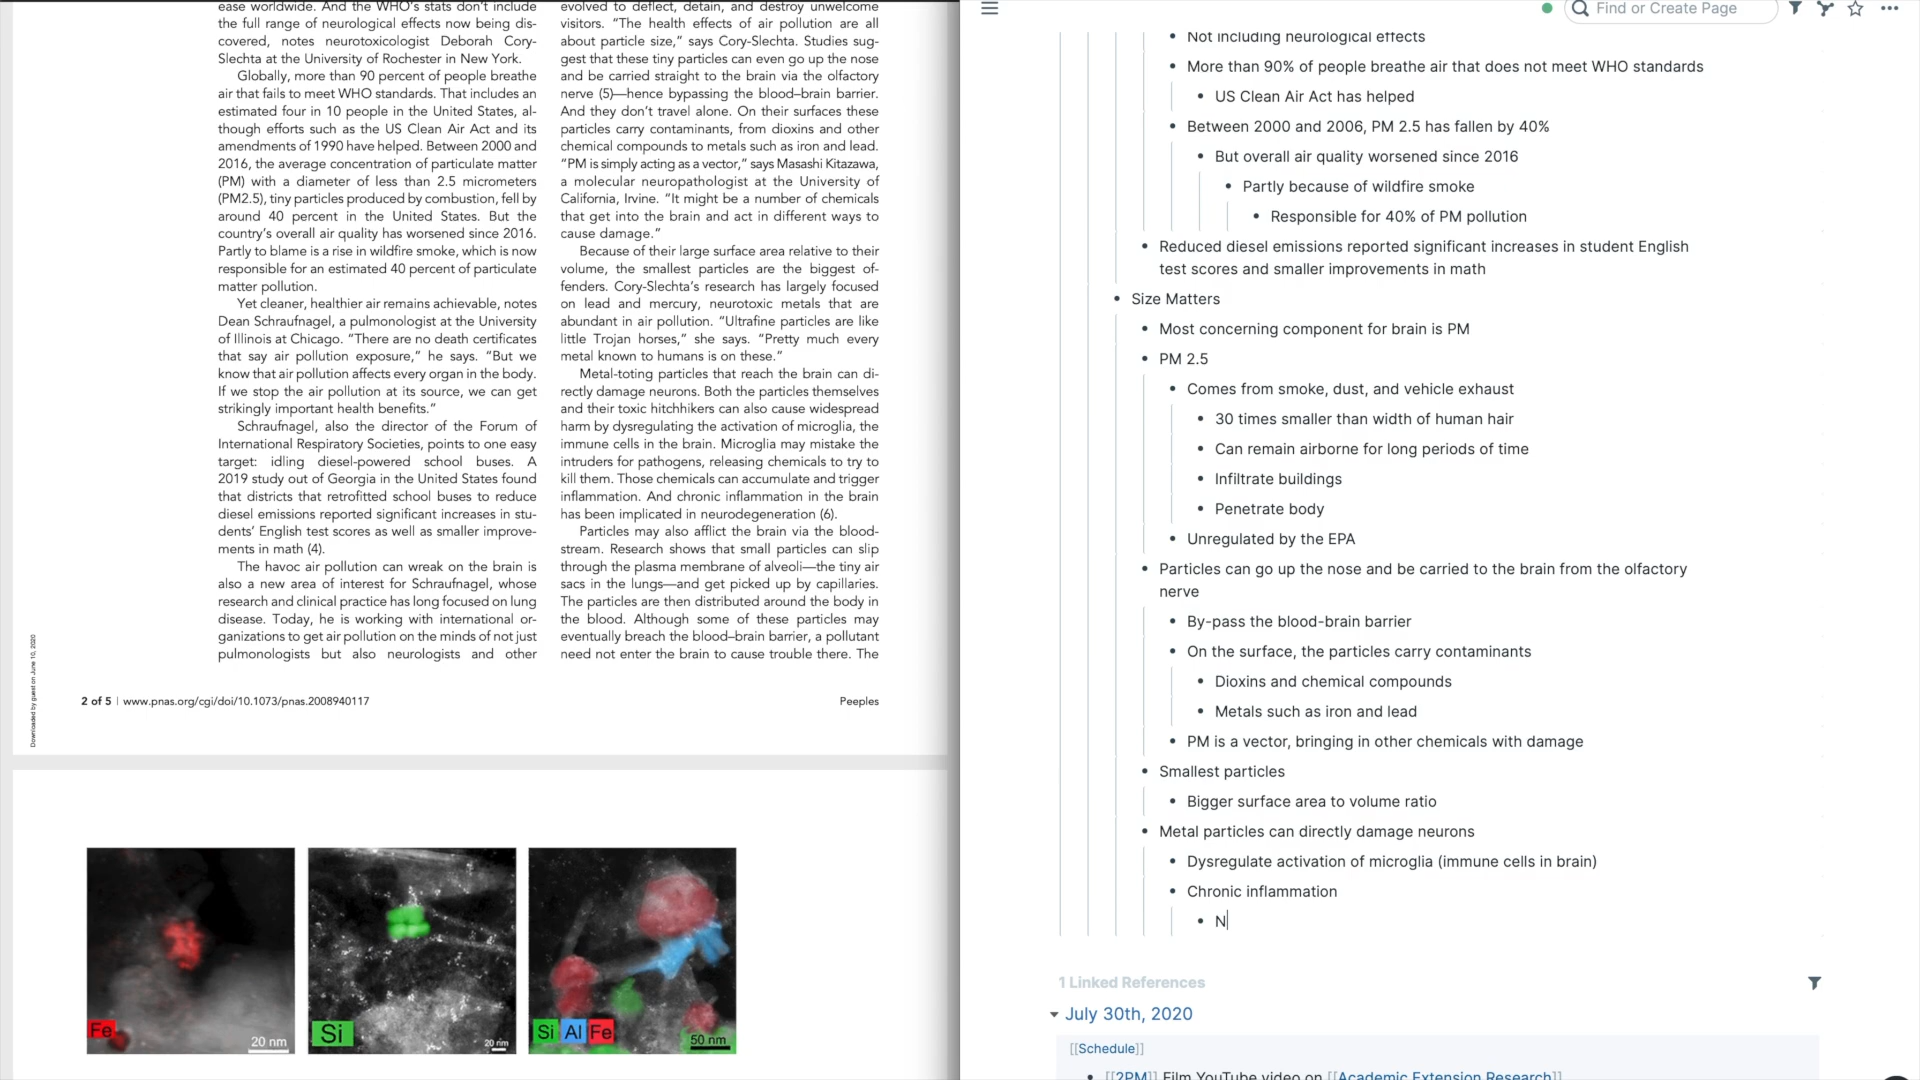 ease worldwide. And the WHO's stats don't include
the full range of neurological effects now being dis-
covered, notes neurotoxicologist Deborah Cory-
Slechta at the University of Rochester in New York.
Globally, more than 90 percent of people breathe
air that fails to meet WHO standards. That includes an
estimated four in 10 people in the United States, al-
though efforts such as the US Clean Air Act and its
amendments of 1990 have helped. Between 2000 and
2016, the average concentration of particulate matter
(PM) with a diameter of less than 2.5 micrometers
(PM2.5), tiny particles produced by combustion, fell by
around 40 percent in the United States. But the
country's overall air quality has worsened since 2016.
Partly to blame is a rise in wildfire smoke, which is now
responsible for an estimated 40 percent of particulate
matter pollution.
Yet cleaner, healthier air remains achievable, notes
Dean Schraufnagel, a pulmonologist at the University
of Illinois at Chicago. "There are no death certificates
that say air pollution exposure," he says. "But we
know that air pollution affects every organ in the body.
If we stop the air pollution at its source, we can get
strikingly important health benefits."
Schraufnagel, also the director of the Forum of
International Respiratory Societies, points to one easy
target: idling diesel-powered school buses. A
2019 study out of Georgia in the United States found
that districts that retrofitted school buses to reduce
diesel emissions reported significant increases in stu-
dents' English test scores as well as smaller improve-
ments in math (4).
The havoc air pollution can wreak on the brain is
also a new area of interest for Schraufnagel, whose
research and clinical practice has long focused on lung
disease. Today, he is working with international or-
ganizations to get air pollution on the minds of not just
pulmonologists but also neurologists and other
evolved to deflect, detain, and destroy unwelcome
visitors. "The health effects of air pollution are all
about particle size," says Cory-Slechta. Studies sug-
gest that these tiny particles can even go up the nose
and be carried straight to the brain via the olfactory
nerve (5)—hence bypassing the blood–brain barrier.
And they don't travel alone. On their surfaces these
particles carry contaminants, from dioxins and other
chemical compounds to metals such as iron and lead.
"PM is simply acting as a vector," says Masashi Kitazawa,
a molecular neuropathologist at the University of
California, Irvine. "It might be a number of chemicals
that get into the brain and act in different ways to
cause damage."
Because of their large surface area relative to their
volume, the smallest particles are the biggest of-
fenders. Cory-Slechta's research has largely focused
on lead and mercury, neurotoxic metals that are
abundant in air pollution. "Ultrafine particles are like
little Trojan horses," she says. "Pretty much every
metal known to humans is on these."
Metal-toting particles that reach the brain can di-
rectly damage neurons. Both the particles themselves
and their toxic hitchhikers can also cause widespread
harm by dysregulating the activation of microglia, the
immune cells in the brain. Microglia may mistake the
intruders for pathogens, releasing chemicals to try to
kill them. Those chemicals can accumulate and trigger
inflammation. And chronic inflammation in the brain
has been implicated in neurodegeneration (6).
Particles may also afflict the brain via the blood-
stream. Research shows that small particles can slip
through the plasma membrane of alveoli—the tiny air
sacs in the lungs—and get picked up by capillaries.
The particles are then distributed around the body in
the blood. Although some of these particles may
eventually breach the blood–brain barrier, a pollutant
need not enter the brain to cause trouble there. The
Downloaded by guest on June 10, 2020
2 of 5 | www.pnas.org/cgi/doi/10.1073/pnas.2008940117
Peeples
Fe
20 nm
Si
20 nm
Si Al Fe
50 nm
Find or Create Page
Not including neurological effects
More than 90% of people breathe air that does not meet WHO standards
US Clean Air Act has helped
Between 2000 and 2006, PM 2.5 has fallen by 40%
But overall air quality worsened since 2016
Partly because of wildfire smoke
Responsible for 40% of PM pollution
Reduced diesel emissions reported significant increases in student English
test scores and smaller improvements in math
Size Matters
Most concerning component for brain is PM
PM 2.5
Comes from smoke, dust, and vehicle exhaust
30 times smaller than width of human hair
Can remain airborne for long periods of time
Infiltrate buildings
Penetrate body
Unregulated by the EPA
Particles can go up the nose and be carried to the brain from the olfactory
nerve
By-pass the blood-brain barrier
On the surface, the particles carry contaminants
Dioxins and chemical compounds
Metals such as iron and lead
PM is a vector, bringing in other chemicals with damage
Smallest particles
Bigger surface area to volume ratio
Metal particles can directly damage neurons
Dysregulate activation of microglia (immune cells in brain)
Chronic inflammation
N
1 Linked References
July 30th, 2020
[[Schedule]]
[[2PM]] Film YouTube video on [[Academic Extension Research]]